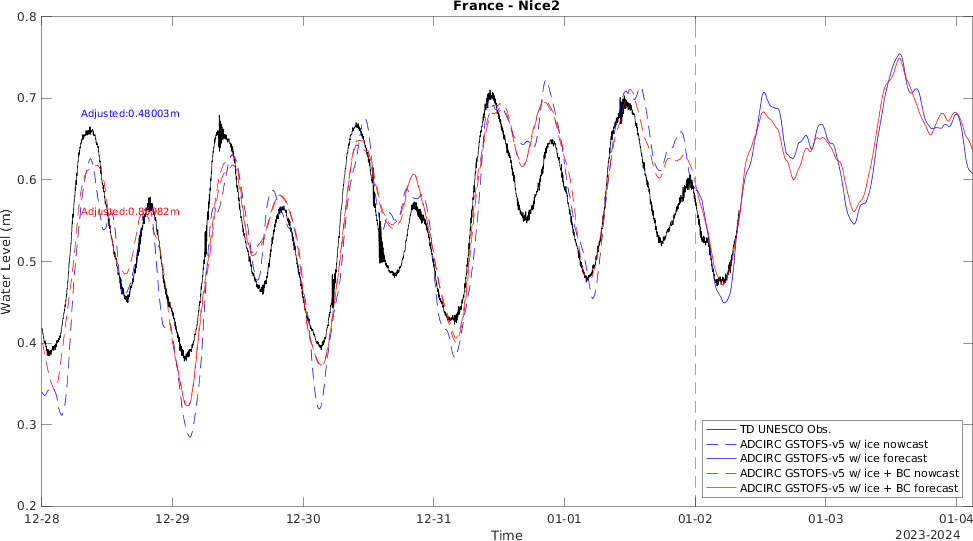 France - Nice2
0.8
0.7
0.6
0.5
0.4
0.3
0.2
Water Level (m)
Adjusted:0.48003m
12-28
12-29
12-30
12-31
01-01
01-02
01-03
01-04
Time
2023-2024
TD UNESCO Obs.
ADCIRC GSTOFS-v5 w/ ice nowcast
ADCIRC GSTOFS-v5 w/ ice forecast
ADCIRC GSTOFS-v5 w/ ice + BC nowcast
ADCIRC GSTOFS-v5 w/ ice + BC forecast